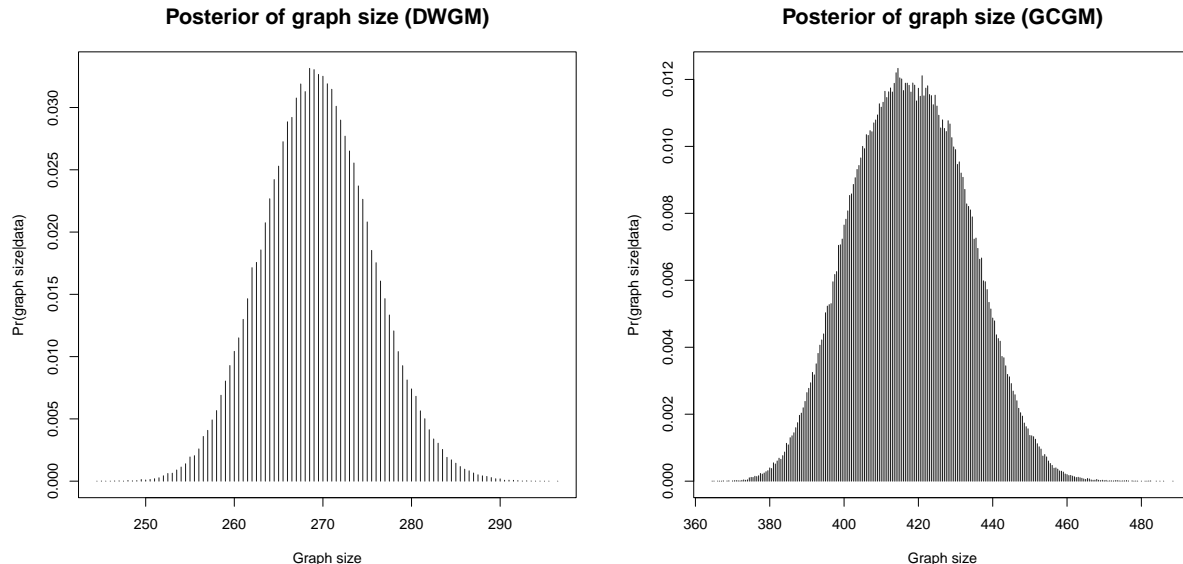 Posterior of graph size (DWGM)
Pr(graph size|data)
0.030
0.025
0.020
0.015
0.010
0.005
0.000
250 260 270 280 290
Graph size
Posterior of graph size (GCGM)
Pr(graph size|data)
0.012
0.010
0.008
0.006
0.004
0.002
0.000
360 380 400 420 440 460 480
Graph size